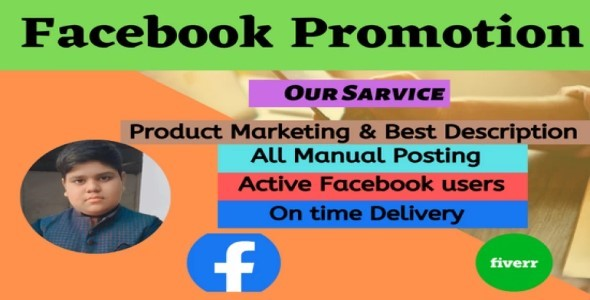 Facebook Promotion
OUR SARVICE
Product Marketing & Best Description
All Manual Posting
Active Facebook users
On time Delivery
f
fiverr